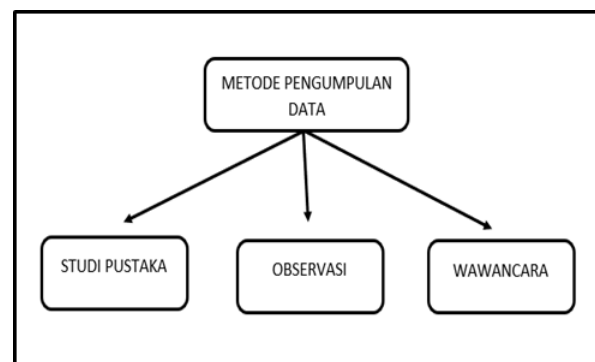 METODE PENGUMPULAN
DATA
STUDI PUSTAKA
OBSERVASI
WAWANCARA